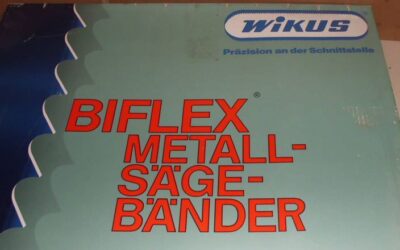 WIKUS
Präzision an der Schnittstelle
BIFLEX®
METALL-
SÄGE-
BÄNDER